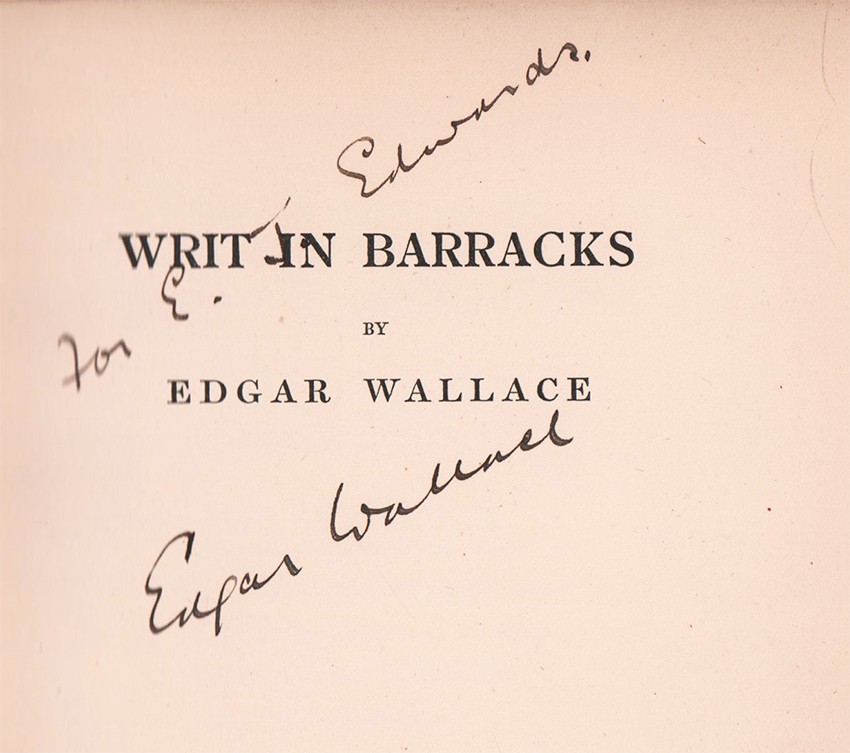 For E. T. Edwards.
WRIT IN BARRACKS
BY
EDGAR WALLACE
Edgar Wallace